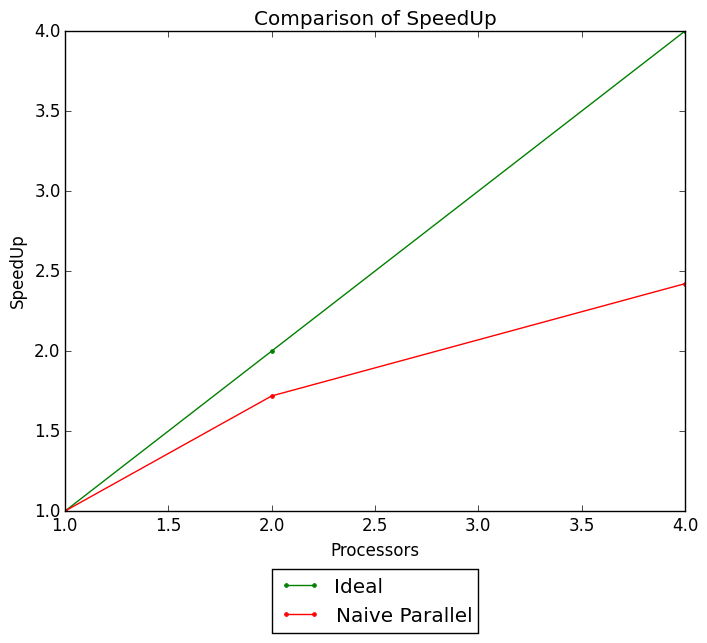 Comparison of SpeedUp
4.0
3.5
3.0
2.5
2.0
1.5
1.0
SpeedUp
1.0 1.5 2.0 2.5 3.0 3.5 4.0
Processors
Ideal
Naive Parallel